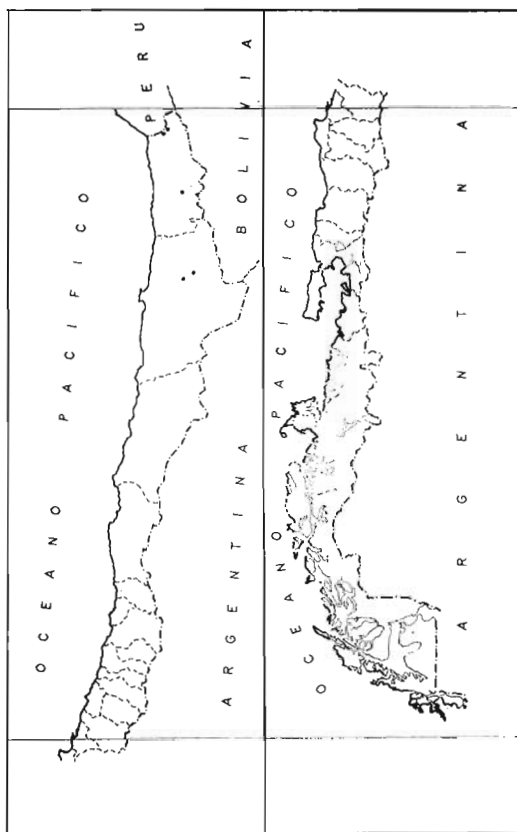 OCEANO PACIFICO
PERU
BOLIVIA
ARGENTINA
OCEANO PACIFICO
ARGENTINA